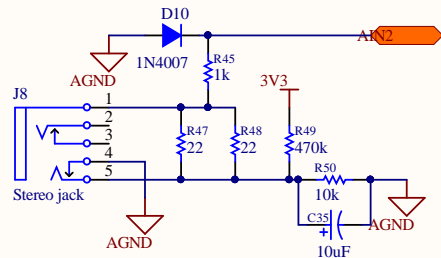 D10
AIN2
1N4007
AGND
R45
1k
3V3
J8
1
2
3
4
5
R47
22
R48
22
R49
470k
R50
10k
Stereo jack
C35
+
10uF
AGND
AGND